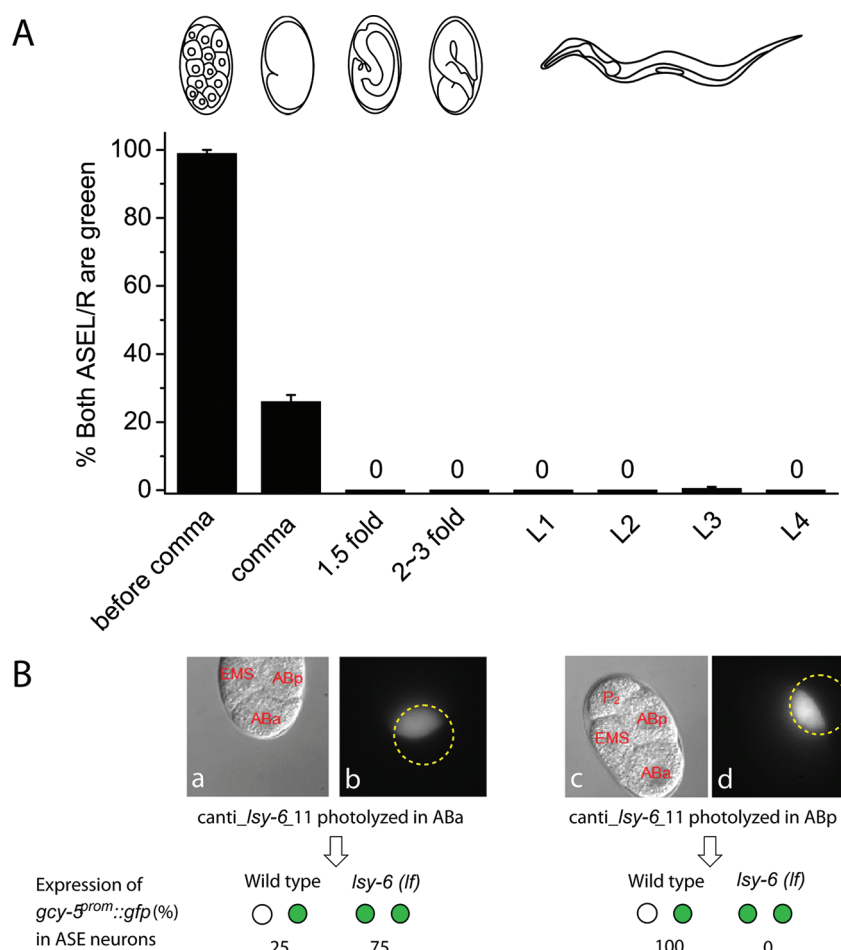 A
% Both ASEL/R are greeen
100
80
60
40
20
0
0
0
0
0
0
before comma
comma
1.5 fold
2~3 fold
L1
L2
L3
L4
B
EMS
ABp
ABa
a
b
P2
ABp
EMS
ABa
c
d
canti_lsy-6_11 photolyzed in ABa
canti_lsy-6_11 photolyzed in ABp
Expression of
gcy-5prom::gfp(%)
in ASE neurons
Wild type
lsy-6 (lf)
25
75
Wild type
lsy-6 (lf)
100
0